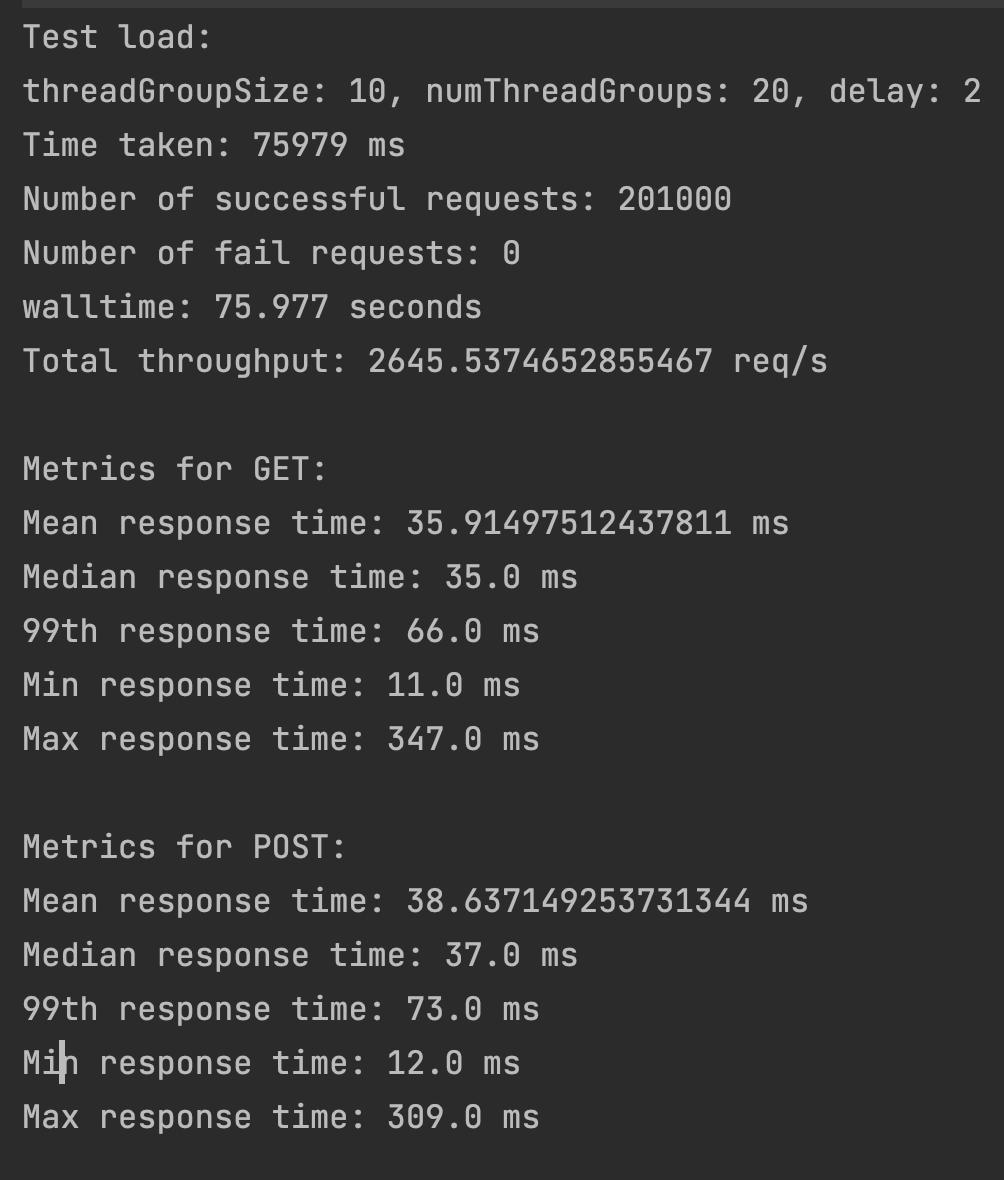 Test load:
threadGroupSize: 10, numThreadGroups: 20, delay: 2
Time taken: 75979 ms
Number of successful requests: 201000
Number of fail requests: 0
walltime: 75.977 seconds
Total throughput: 2645.5374652855467 req/s
Metrics for GET:
Mean response time: 35.91497512437811 ms
Median response time: 35.0 ms
99th response time: 66.0 ms
Min response time: 11.0 ms
Max response time: 347.0 ms
Metrics for POST:
Mean response time: 38.637149253731344 ms
Median response time: 37.0 ms
99th response time: 73.0 ms
Min response time: 12.0 ms
Max response time: 309.0 ms